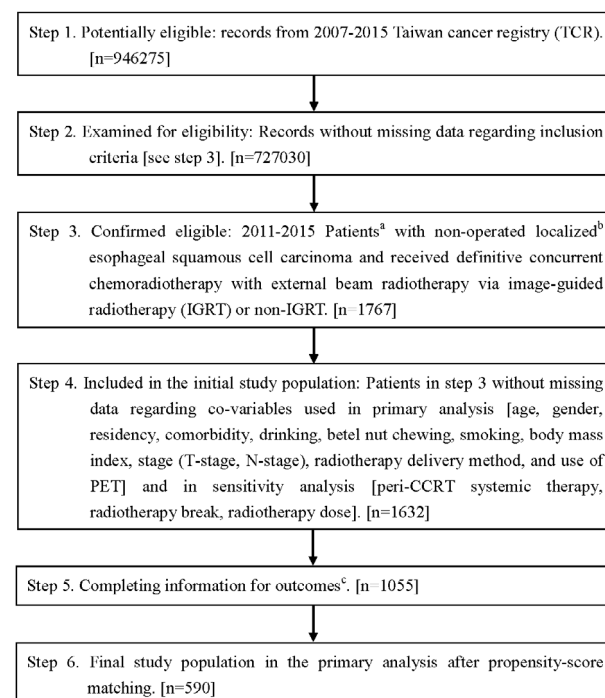 Step 1. Potentially eligible: records from 2007-2015 Taiwan cancer registry (TCR).
[n=946275]
Step 2. Examined for eligibility: Records without missing data regarding inclusion
criteria [see step 3]. [n=727030]
Step 3. Confirmed eligible: 2011-2015 Patientsᵃ with non-operated localizedᵇ
esophageal squamous cell carcinoma and received definitive concurrent
chemoradiotherapy with external beam radiotherapy via image-guided
radiotherapy (IGRT) or non-IGRT. [n=1767]
Step 4. Included in the initial study population: Patients in step 3 without missing
data regarding co-variables used in primary analysis [age, gender,
residency, comorbidity, drinking, betel nut chewing, smoking, body mass
index, stage (T-stage, N-stage), radiotherapy delivery method, and use of
PET] and in sensitivity analysis [peri-CCRT systemic therapy,
radiotherapy break, radiotherapy dose]. [n=1632]
Step 5. Completing information for outcomesᶜ. [n=1055]
Step 6. Final study population in the primary analysis after propensity-score
matching. [n=590]